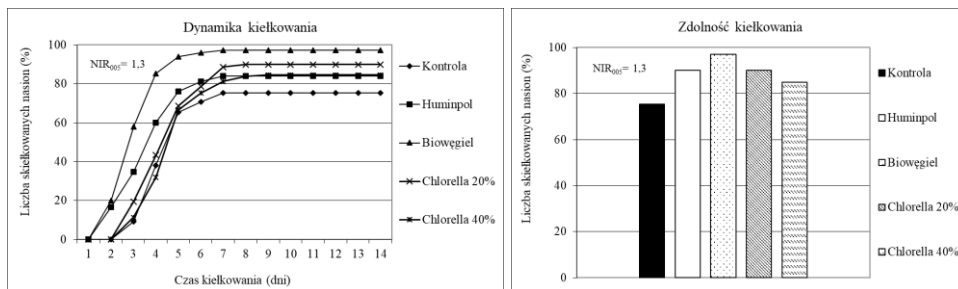 Dynamika kiełkowania
Liczba skiełkowanych nasion (%)
100
80
60
40
20
0
NIR₀₀₅= 1,3
1 2 3 4 5 6 7 8 9 10 11 12 13 14
Czas kiełkowania (dni)
Kontrola
Huminpol
Biowęgiel
Chlorella 20%
Chlorella 40%
Zdolność kiełkowania
Liczba skiełkowanych nasion (%)
100
80
60
40
20
0
NIR₀₀₅= 1,3
Kontrola
Huminpol
Biowęgiel
Chlorella 20%
Chlorella 40%